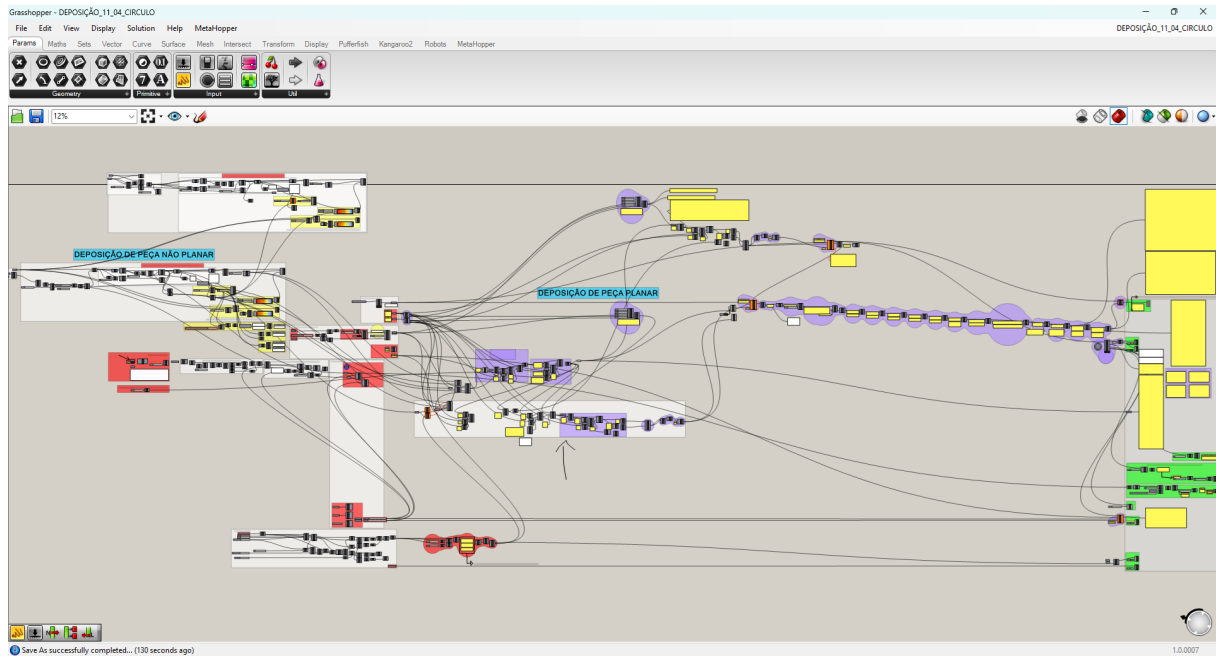 Grasshopper - DEPOSIÇÃO_11_04_CIRCULO
File Edit View Display Solution Help MetaHopper
DEPOSIÇÃO_11_04_CIRCULO
Params Maths Sets Vector Curve Surface Mesh Intersect Transform Display Pufferfish Kangaroo2 Robots MetaHopper
Geometry Primitive Input Util
12%
DEPOSIÇÃO DE PEÇA NÃO PLANAR
DEPOSIÇÃO DE PEÇA PLANAR
Save As successfully completed... (130 seconds ago)
1.0.0007